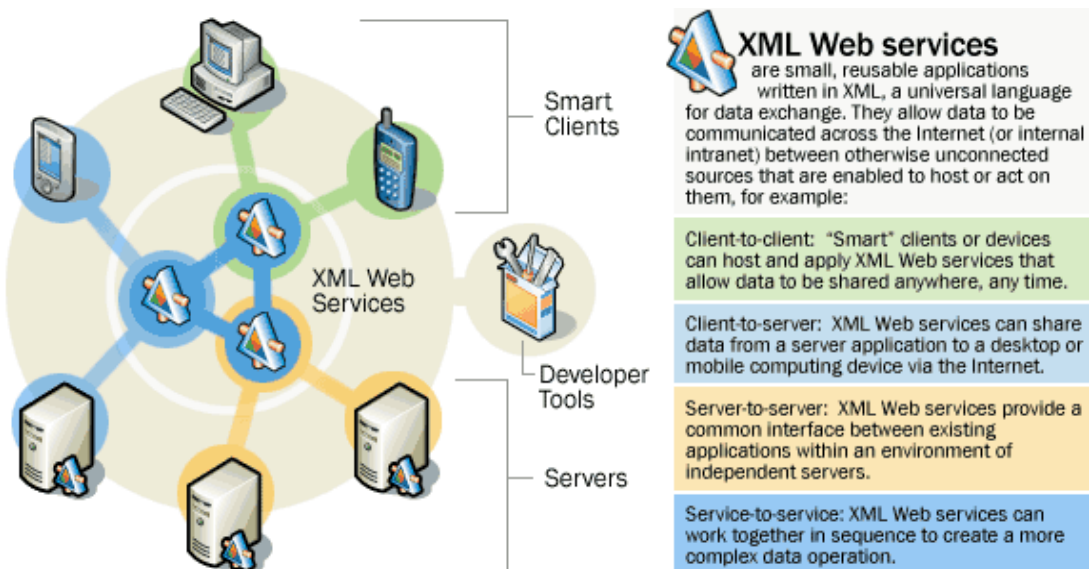 Smart
Clients
XML Web
Services
Developer
Tools
Servers
XML Web services
are small, reusable applications
written in XML, a universal language
for data exchange. They allow data to be
communicated across the Internet (or internal
intranet) between otherwise unconnected
sources that are enabled to host or act on
them, for example:
Client-to-client: “Smart” clients or devices
can host and apply XML Web services that
allow data to be shared anywhere, any time.
Client-to-server: XML Web services can share
data from a server application to a desktop or
mobile computing device via the Internet.
Server-to-server: XML Web services provide a
common interface between existing
applications within an environment of
independent servers.
Service-to-service: XML Web services can
work together in sequence to create a more
complex data operation.